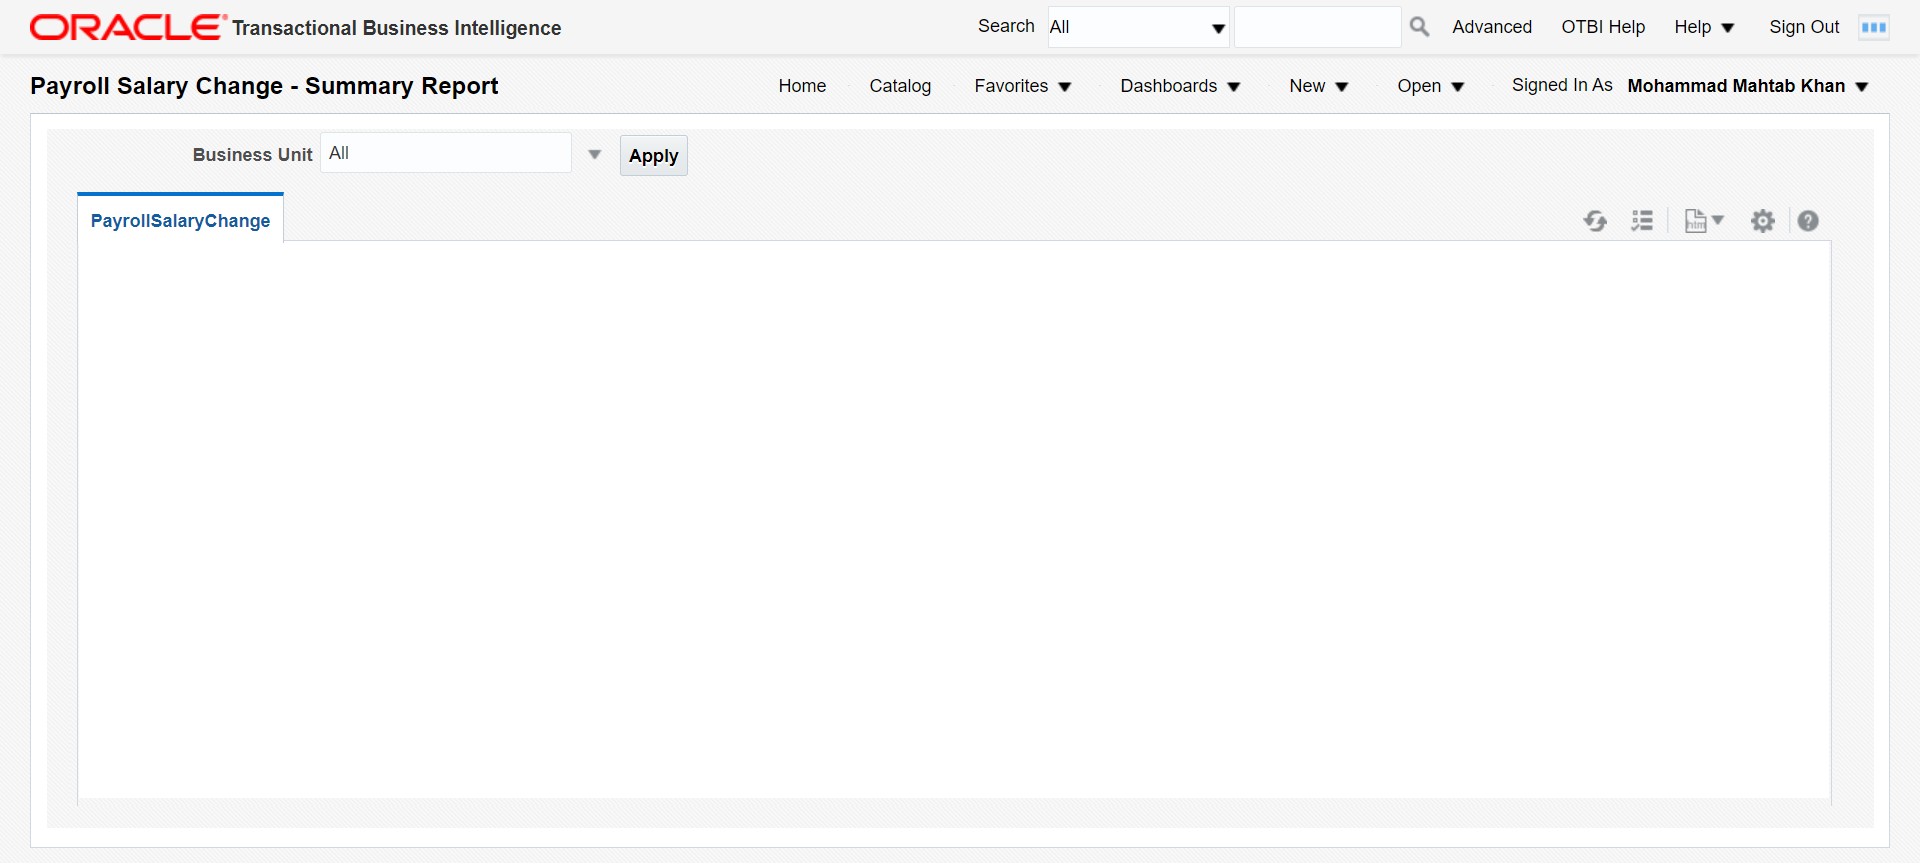 ORACLE Transactional Business Intelligence Search All Advanced OTBI Help Help Sign Out
Payroll Salary Change - Summary Report Home Catalog Favorites Dashboards New Open Signed In As Mohammad Mahtab Khan
Business Unit All Apply
PayrollSalaryChange